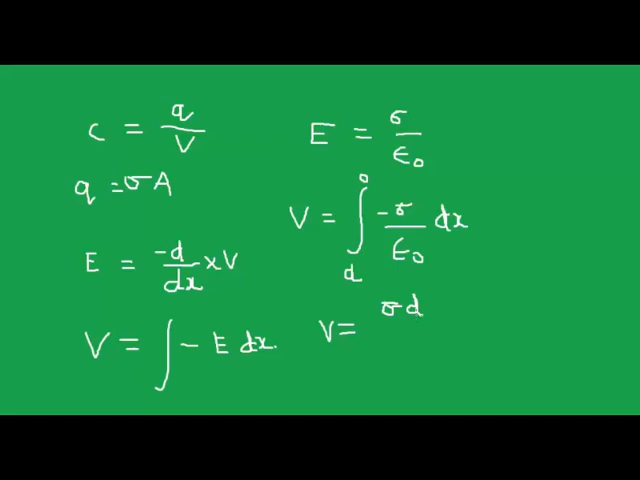 c = q/V
q = σA
E = -d/dx × V
V = ∫ - E dx.
E = σ/ε₀
V = ∫_d^0 -σ/ε₀ dx
V = σd